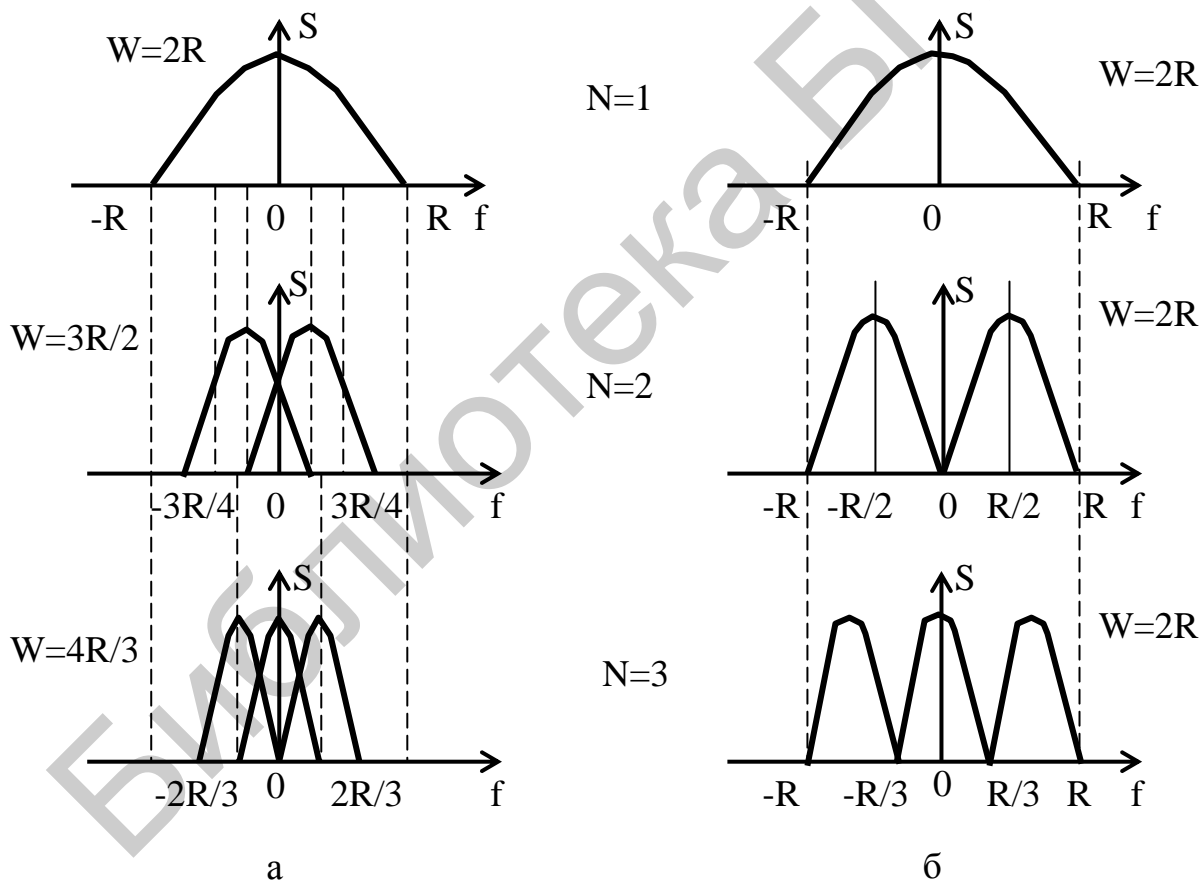 S
W=2R
-R 0 R f
N=1
S
W=2R
-R 0 R f
S
W=3R/2
-3R/4 0 3R/4 f
N=2
S
W=2R
-R -R/2 0 R/2 R f
S
W=4R/3
-2R/3 0 2R/3 f
N=3
S
W=2R
-R -R/3 0 R/3 R f
а
б
Библиотека